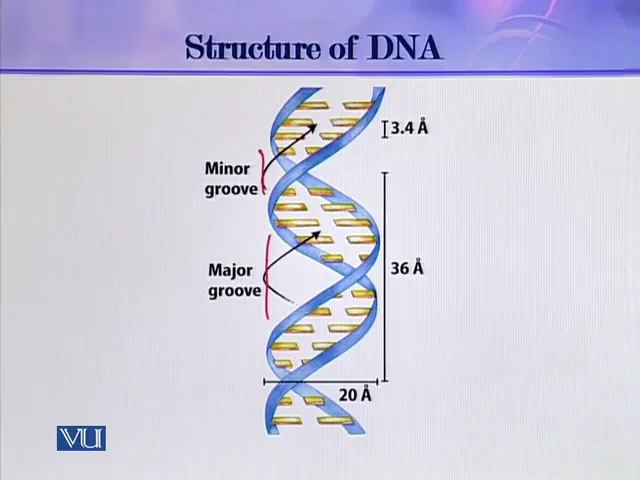 Structure of DNA
3.4 Å
Minor
groove
36 Å
Major
groove
20 Å
VU